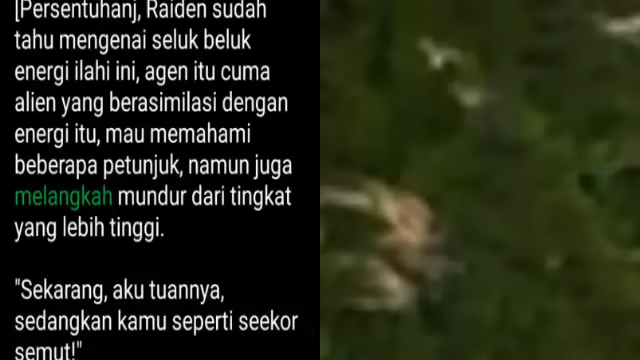 [Persentuhanj, Raiden sudah
tahu mengenai seluk beluk
energi ilahi ini, agen itu cuma
alien yang berasimilasi dengan
energi itu, mau memahami
beberapa petunjuk, namun juga
melangkah mundur dari tingkat
yang lebih tinggi.
"Sekarang, aku tuannya,
sedangkan kamu seperti seekor
semut!"